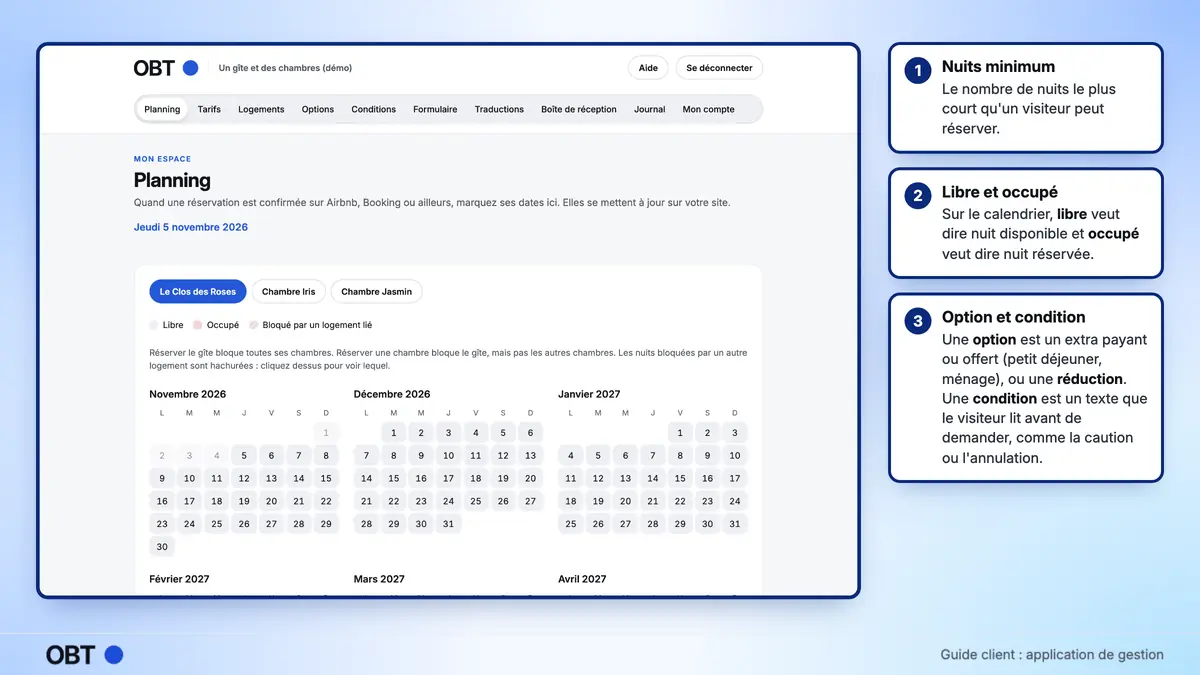 OBT
Un gîte et des chambres (démo)
Aide
Se déconnecter
Planning
Tarifs
Logements
Options
Conditions
Formulaire
Traductions
Boîte de réception
Journal
Mon compte
MON ESPACE
Planning
Quand une réservation est confirmée sur Airbnb, Booking ou ailleurs, marquez ses dates ici. Elles se mettent à jour sur votre site.
Jeudi 5 novembre 2026
Le Clos des Roses
Chambre Iris
Chambre Jasmin
Libre
Occupé
Bloqué par un logement lié
Réserver le gîte bloque toutes ses chambres. Réserver une chambre bloque le gîte, mais pas les autres chambres. Les nuits bloquées par un autre
logement sont hachurées : cliquez dessus pour voir lequel.
Novembre 2026
L M M J V S D
1
2 3 4 5 6 7 8
9 10 11 12 13 14 15
16 17 18 19 20 21 22
23 24 25 26 27 28 29
30
Décembre 2026
L M M J V S D
1 2 3 4 5 6
7 8 9 10 11 12 13
14 15 16 17 18 19 20
21 22 23 24 25 26 27
28 29 30 31
Janvier 2027
L M M J V S D
1 2 3
4 5 6 7 8 9 10
11 12 13 14 15 16 17
18 19 20 21 22 23 24
25 26 27 28 29 30 31
Février 2027
Mars 2027
Avril 2027
1
Nuits minimum
Le nombre de nuits le plus
court qu'un visiteur peut
réserver.
2
Libre et occupé
Sur le calendrier, libre veut
dire nuit disponible et occupé
veut dire nuit réservée.
3
Option et condition
Une option est un extra payant
ou offert (petit déjeuner,
ménage), ou une réduction.
Une condition est un texte que
le visiteur lit avant de
demander, comme la caution
ou l'annulation.
OBT
Guide client : application de gestion